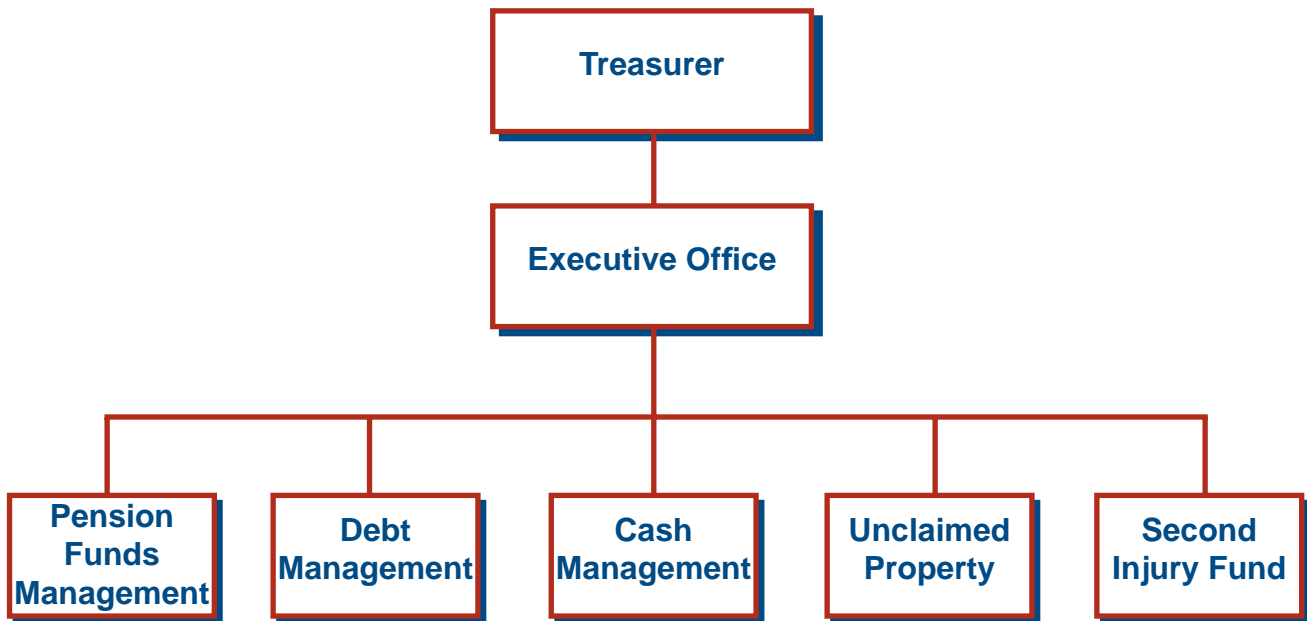 Treasurer
Executive Office
Pension
Funds
Management
Debt
Management
Cash
Management
Unclaimed
Property
Second
Injury Fund